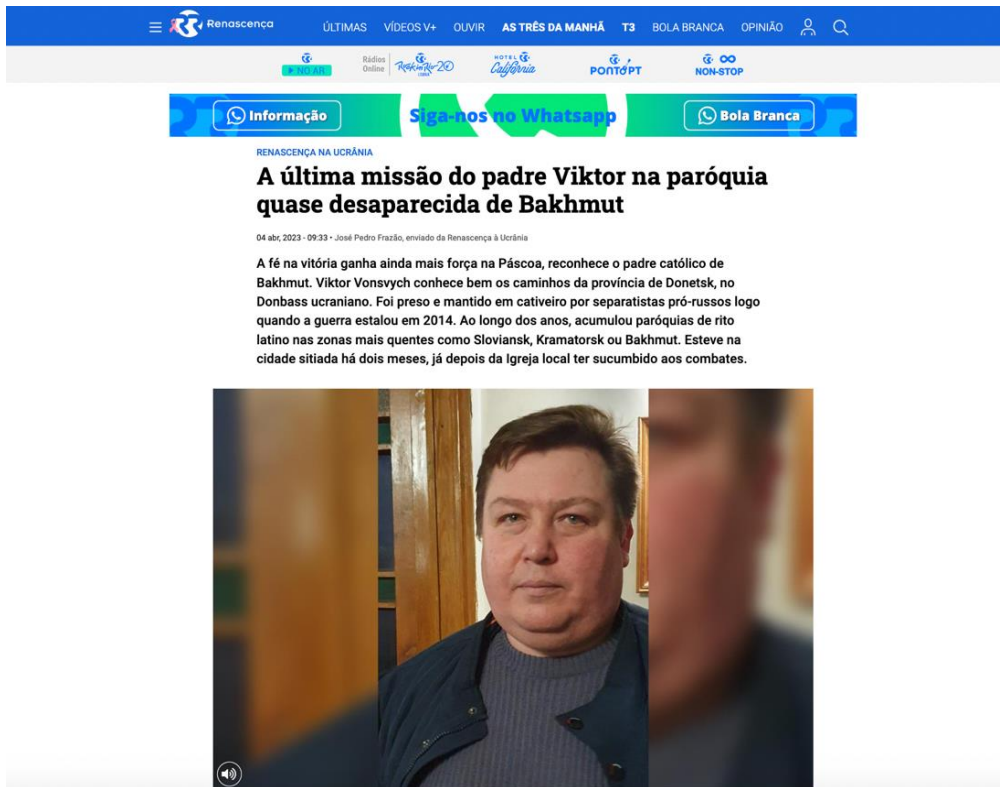 Renascença
ÚLTIMAS VÍDEOS V+ OUVIR AS TRÊS DA MANHÃ T3 BOLA BRANCA OPINIÃO
NO AR
Rádios Online
Rock in Rio 20
HOTEL California
PONTO PT
NON-STOP
Informação
Siga-nos no Whatsapp
Bola Branca
RENASCENÇA NA UCRÂNIA
A última missão do padre Viktor na paróquia
quase desaparecida de Bakhmut
04 abr, 2023 - 09:33 • José Pedro Frazão, enviado da Renascença à Ucrânia
A fé na vitória ganha ainda mais força na Páscoa, reconhece o padre católico de
Bakhmut. Viktor Vonsvych conhece bem os caminhos da província de Donetsk, no
Donbass ucraniano. Foi preso e mantido em cativeiro por separatistas pró-russos logo
quando a guerra estalou em 2014. Ao longo dos anos, acumulou paróquias de rito
latino nas zonas mais quentes como Sloviansk, Kramatorsk ou Bakhmut. Esteve na
cidade sitiada há dois meses, já depois da Igreja local ter sucumbido aos combates.